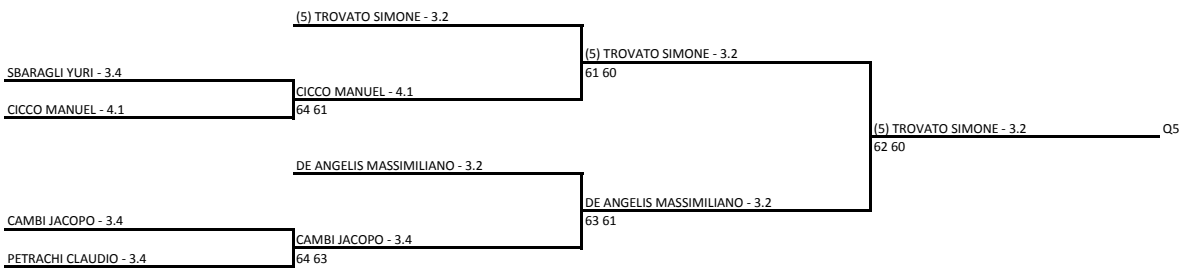 (5) TROVATO SIMONE - 3.2
(5) TROVATO SIMONE - 3.2
SBARAGLI YURI - 3.4
61 60
CICCO MANUEL - 4.1
CICCO MANUEL - 4.1
64 61
(5) TROVATO SIMONE - 3.2
Q5
62 60
DE ANGELIS MASSIMILIANO - 3.2
DE ANGELIS MASSIMILIANO - 3.2
CAMBI JACOPO - 3.4
63 61
CAMBI JACOPO - 3.4
PETRACHI CLAUDIO - 3.4
64 63